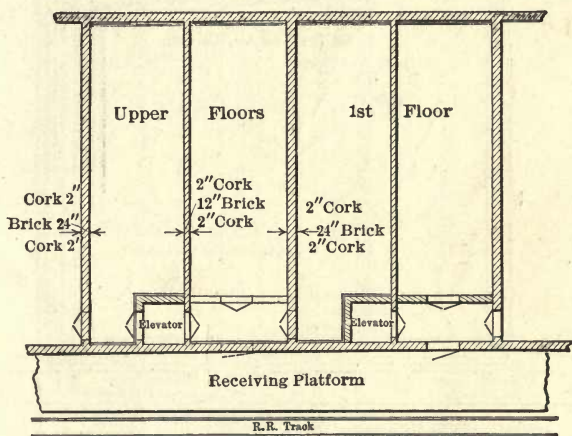 Upper Floors 1st Floor
Cork 2"
Brick 24"
Cork 2'
2" Cork
12" Brick
2" Cork
2" Cork
24" Brick
2" Cork
Elevator
Elevator
Receiving Platform
R.R. Track